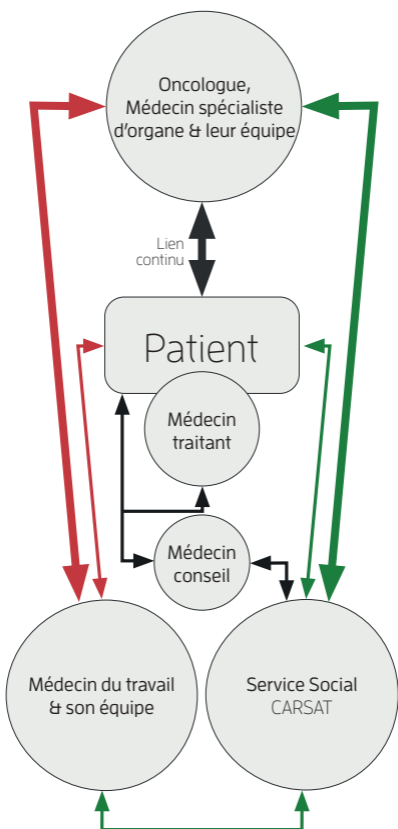 Oncologue,
Médecin spécialiste
d'organe & leur équipe
Lien
continu
Patient
Médecin
traitant
Médecin
conseil
Médecin du travail
& son équipe
Service Social
CARSAT